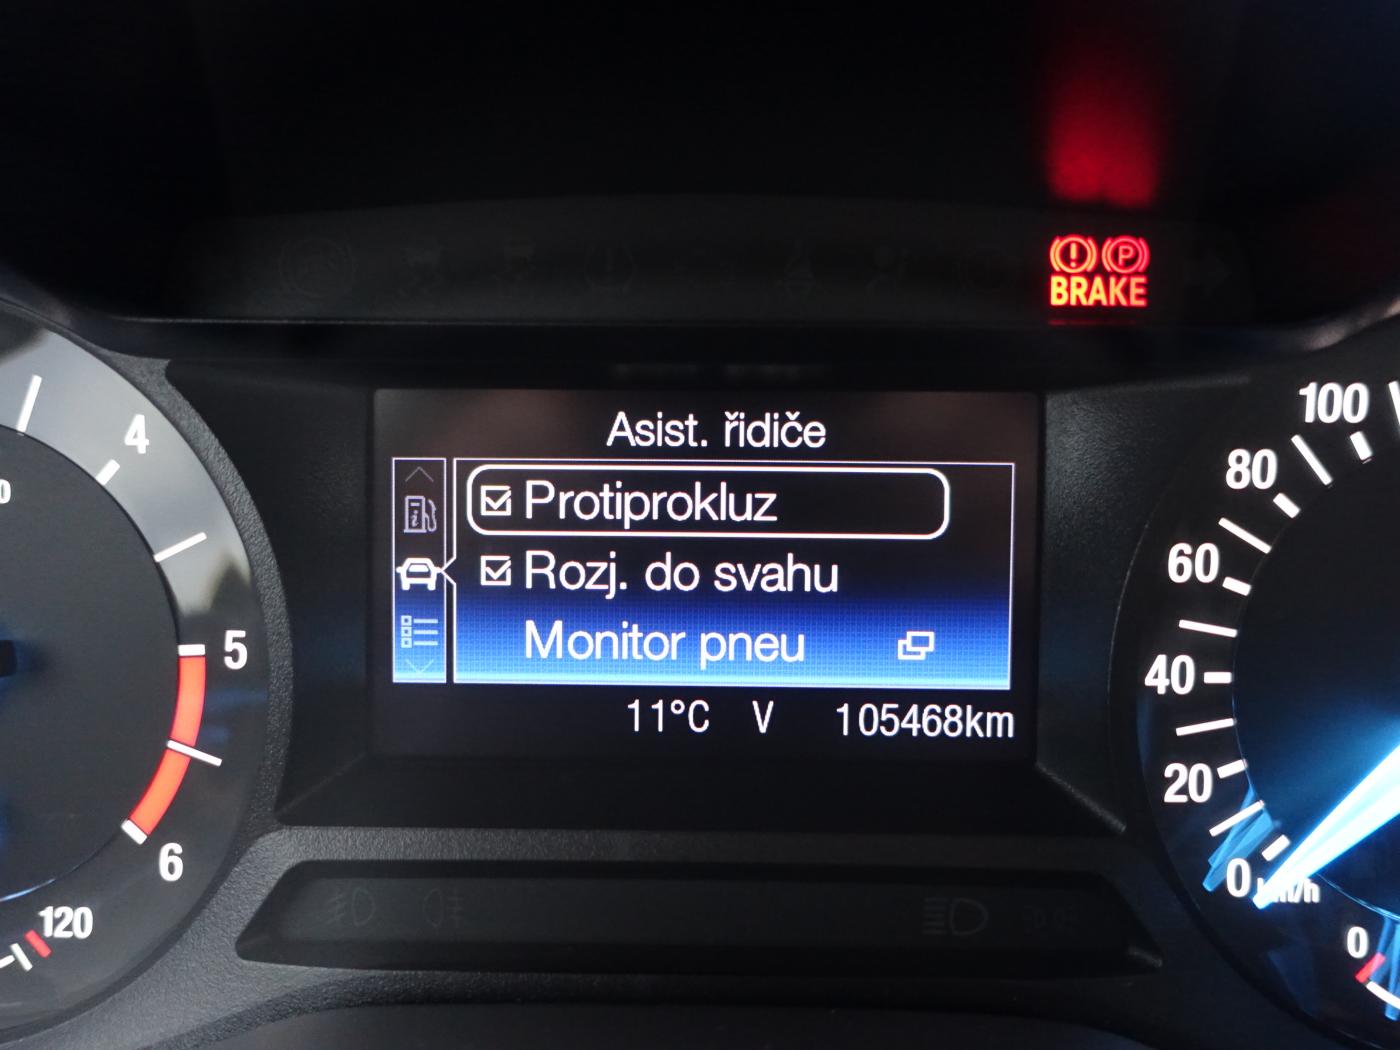 BRAKE
Asist. řidiče
Protiprokluz
Rozj. do svahu
Monitor pneu
11°C V 105468km
4
5
6
120
100
80
60
40
20
0
km/h
0